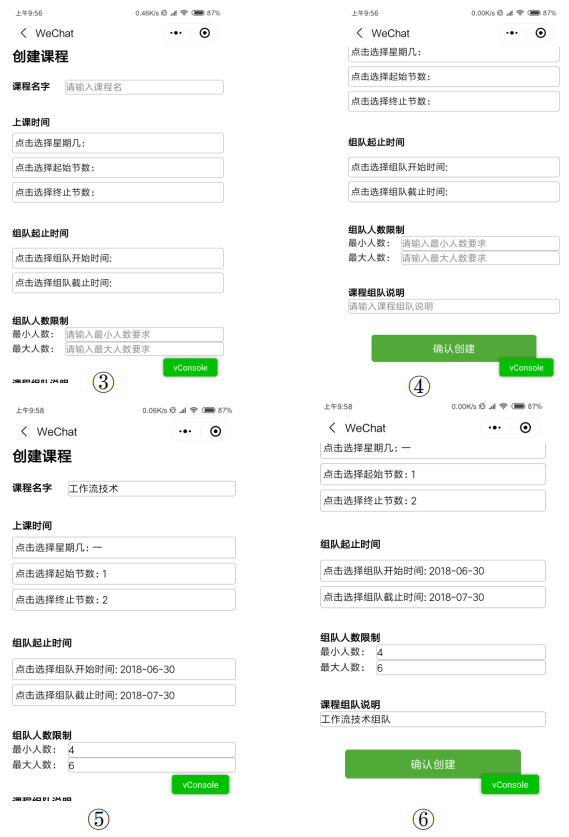 上午9:56 0.46K/s 87%
WeChat
创建课程
课程名字 请输入课程名
上课时间
点击选择星期几:
点击选择起始节数:
点击选择终止节数:
组队起止时间
点击选择组队开始时间:
点击选择组队截止时间:
组队人数限制
最小人数: 请输入最小人数要求
最大人数: 请输入最大人数要求
vConsole
课程组队说明
③
上午9:56 0.00K/s 87%
WeChat
点击选择星期几:
点击选择起始节数:
点击选择终止节数:
组队起止时间
点击选择组队开始时间:
点击选择组队截止时间:
组队人数限制
最小人数: 请输入最小人数要求
最大人数: 请输入最大人数要求
课程组队说明
请输入课程组队说明
确认创建
vConsole
④
上午9:58 0.06K/s 87%
WeChat
创建课程
课程名字 工作流技术
上课时间
点击选择星期几: 一
点击选择起始节数: 1
点击选择终止节数: 2
组队起止时间
点击选择组队开始时间: 2018-06-30
点击选择组队截止时间: 2018-07-30
组队人数限制
最小人数: 4
最大人数: 6
vConsole
课程组队说明
⑤
上午9:58 0.00K/s 87%
WeChat
点击选择星期几: 一
点击选择起始节数: 1
点击选择终止节数: 2
组队起止时间
点击选择组队开始时间: 2018-06-30
点击选择组队截止时间: 2018-07-30
组队人数限制
最小人数: 4
最大人数: 6
课程组队说明
工作流技术组队
确认创建
vConsole
⑥